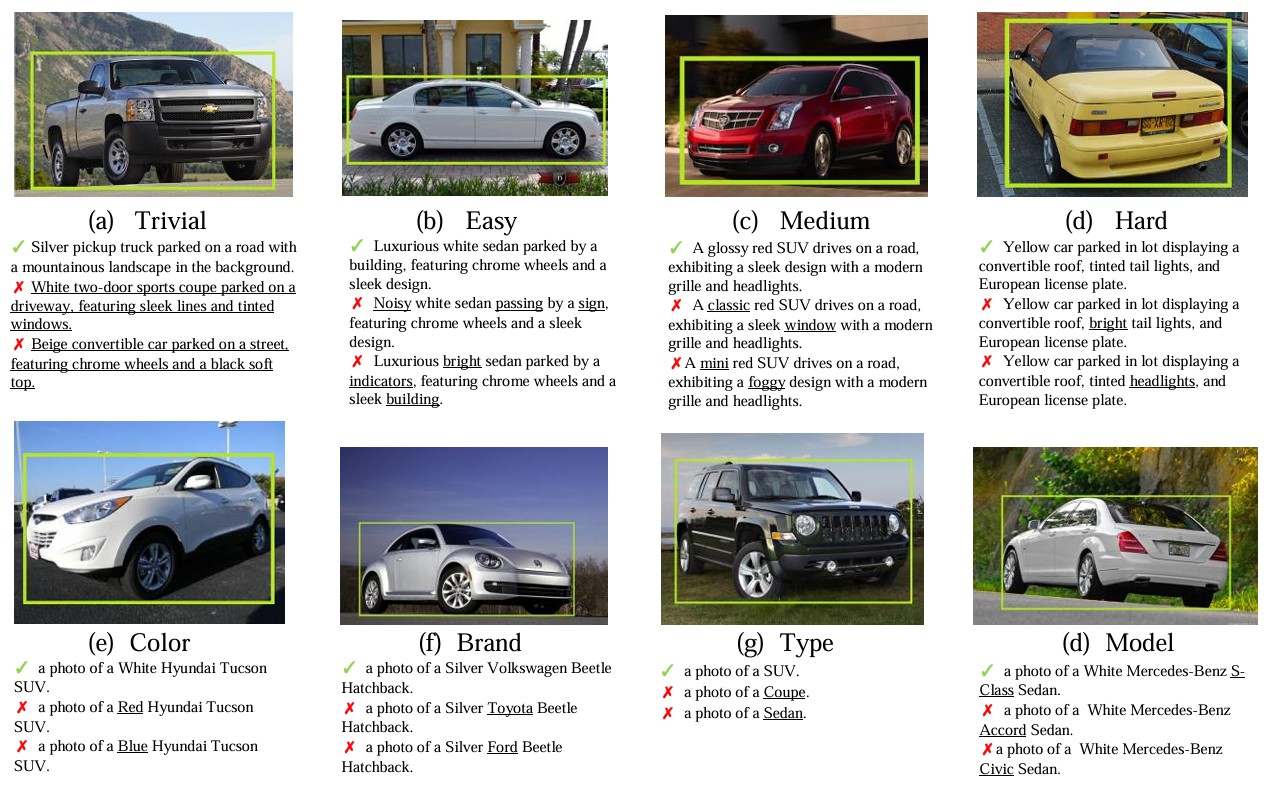 (a) Trivial
✓ Silver pickup truck parked on a road with
a mountainous landscape in the background.
✗ White two-door sports coupe parked on a
driveway, featuring sleek lines and tinted
windows.
✗ Beige convertible car parked on a street,
featuring chrome wheels and a black soft
top.
(b) Easy
✓ Luxurious white sedan parked by a
building, featuring chrome wheels and a
sleek design.
✗ Noisy white sedan passing by a sign,
featuring chrome wheels and a sleek
design.
✗ Luxurious bright sedan parked by a
indicators, featuring chrome wheels and a
sleek building.
(c) Medium
✓ A glossy red SUV drives on a road,
exhibiting a sleek design with a modern
grille and headlights.
✗ A classic red SUV drives on a road,
exhibiting a sleek window with a modern
grille and headlights.
✗ A mini red SUV drives on a road,
exhibiting a foggy design with a modern
grille and headlights.
(d) Hard
✓ Yellow car parked in lot displaying a
convertible roof, tinted tail lights, and
European license plate.
✗ Yellow car parked in lot displaying a
convertible roof, bright tail lights, and
European license plate.
✗ Yellow car parked in lot displaying a
convertible roof, tinted headlights, and
European license plate.
(e) Color
✓ a photo of a White Hyundai Tucson
SUV.
✗ a photo of a Red Hyundai Tucson
SUV.
✗ a photo of a Blue Hyundai Tucson
SUV.
(f) Brand
✓ a photo of a Silver Volkswagen Beetle
Hatchback.
✗ a photo of a Silver Toyota Beetle
Hatchback.
✗ a photo of a Silver Ford Beetle
Hatchback.
(g) Type
✓ a photo of a SUV.
✗ a photo of a Coupe.
✗ a photo of a Sedan.
(d) Model
✓ a photo of a White Mercedes-Benz S-
Class Sedan.
✗ a photo of a White Mercedes-Benz
Accord Sedan.
✗ a photo of a White Mercedes-Benz
Civic Sedan.